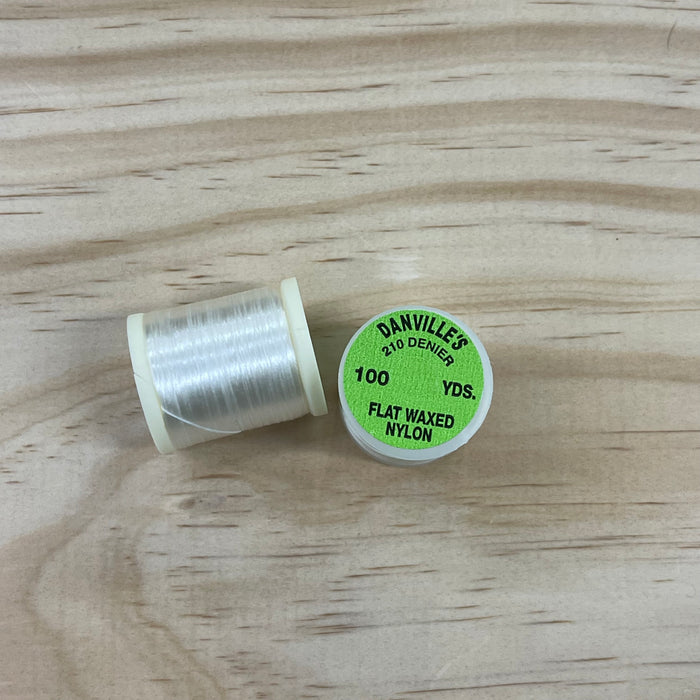 DANVILLE'S
210 DENIER
100 YDS.
FLAT WAXED
NYLON